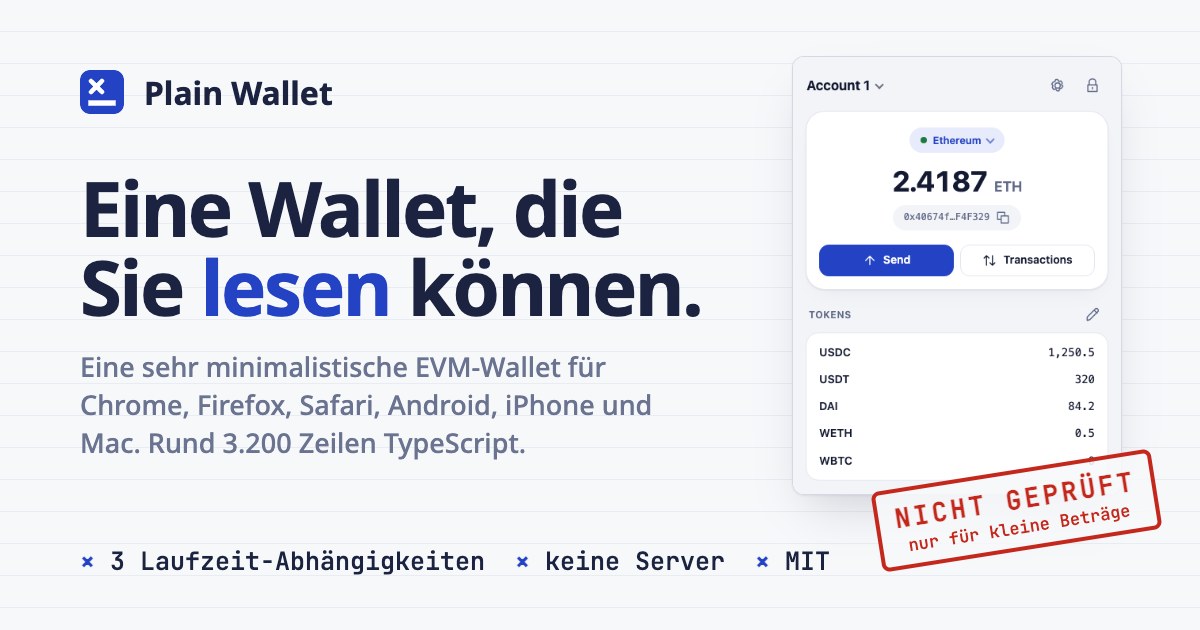 Plain Wallet
Eine Wallet, die
Sie lesen können.
Eine sehr minimalistische EVM-Wallet für
Chrome, Firefox, Safari, Android, iPhone und
Mac. Rund 3.200 Zeilen TypeScript.
× 3 Laufzeit-Abhängigkeiten × keine Server × MIT
Account 1
Ethereum
2.4187 ETH
0x40674f…F4F329
Send
Transactions
TOKENS
USDC 1,250.5
USDT 320
DAI 84.2
WETH 0.5
WBTC
NICHT GEPRÜFT
nur für kleine Beträge